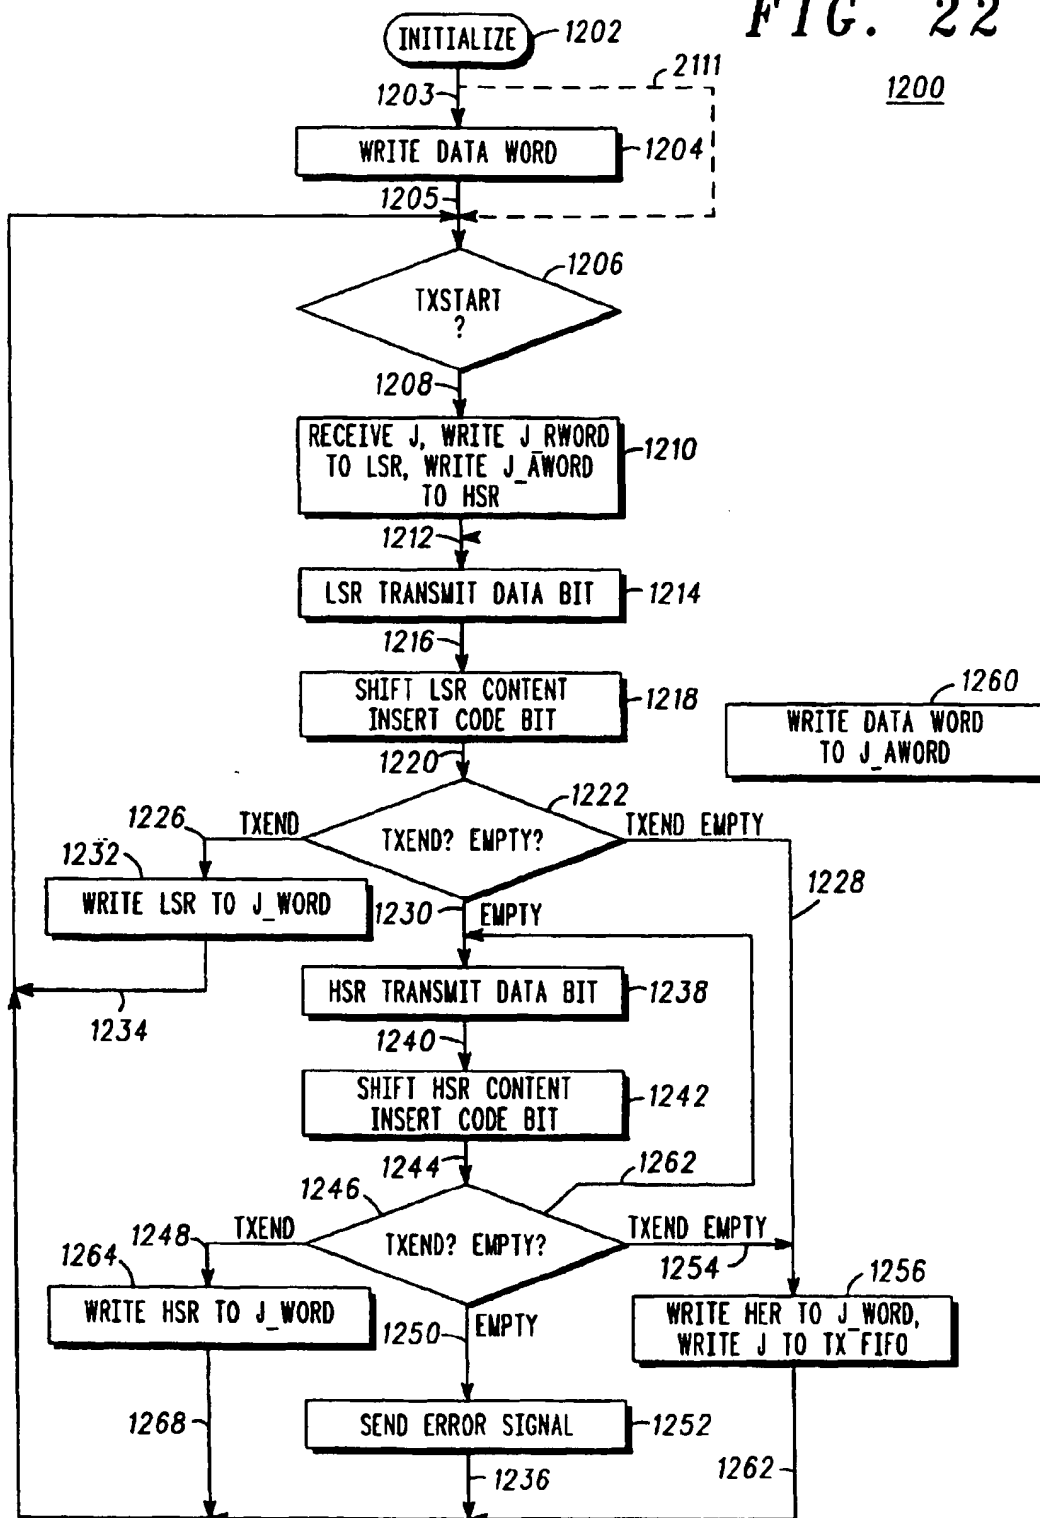 FIG. 22
1200
INITIALIZE
1202
1203
2111
WRITE DATA WORD
1204
1205
1206
TXSTART
?
1208
RECEIVE J, WRITE J_RWORD
TO LSR, WRITE J_AWORD
TO HSR
1210
1212
LSR TRANSMIT DATA BIT
1214
1216
SHIFT LSR CONTENT
INSERT CODE BIT
1218
1260
WRITE DATA WORD
TO J_AWORD
1220
1222
TXEND? EMPTY?
1226
TXEND
TXEND EMPTY
1232
WRITE LSR TO J_WORD
1228
1230
EMPTY
1234
HSR TRANSMIT DATA BIT
1238
1240
SHIFT HSR CONTENT
INSERT CODE BIT
1242
1244
1262
1246
TXEND? EMPTY?
TXEND
1248
TXEND EMPTY
1254
1264
WRITE HSR TO J_WORD
1256
WRITE HER TO J_WORD,
WRITE J TO TX FIFO
1250
EMPTY
1268
SEND ERROR SIGNAL
1252
1236
1262